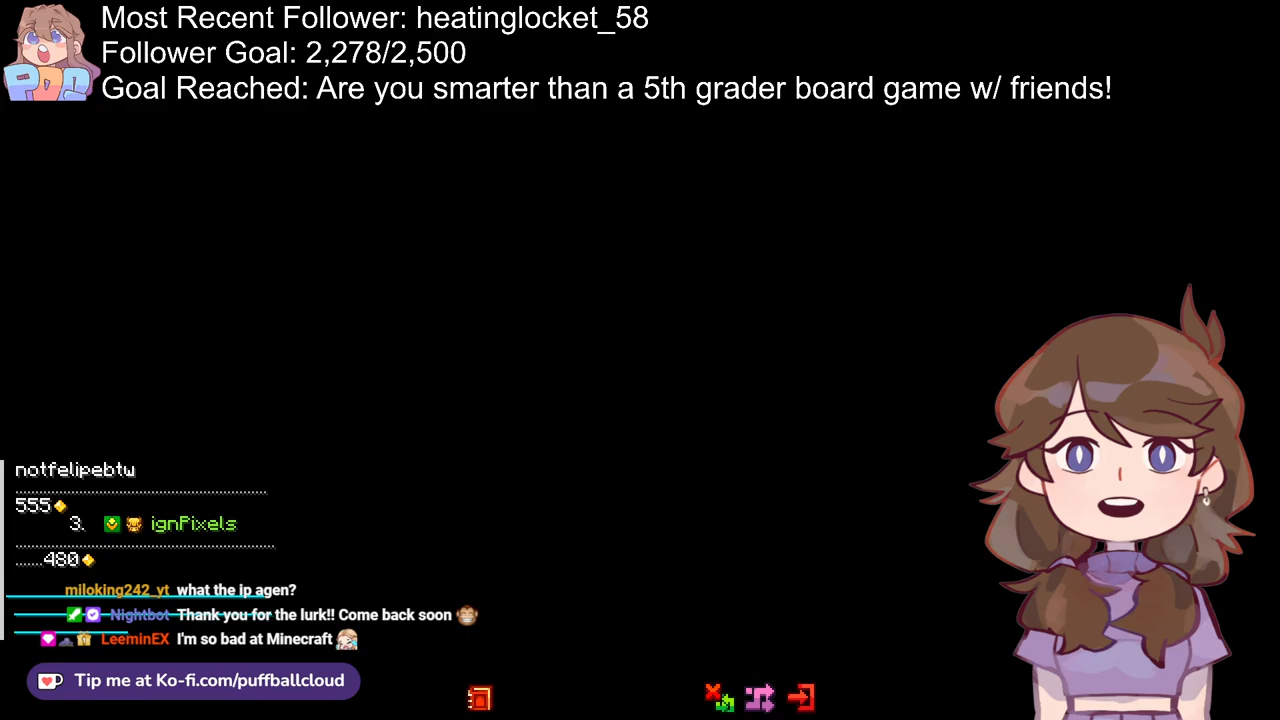 Most Recent Follower: heatinglocket_58
Follower Goal: 2,278/2,500
Goal Reached: Are you smarter than a 5th grader board game w/ friends!
PDC
notfelipebtw
555
3. ignPixels
......480
miloking242_yt what the ip agen?
Nightbot Thank you for the lurk!! Come back soon
LeeminEX I'm so bad at Minecraft
Tip me at Ko-fi.com/puffballcloud